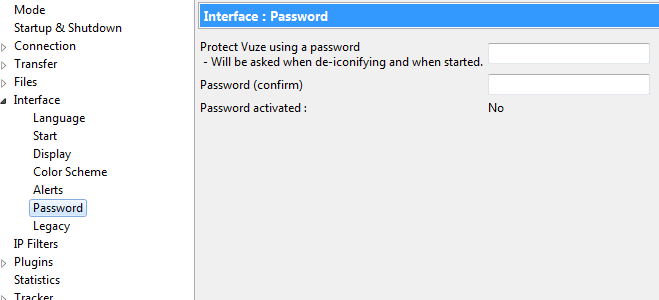 Mode
Startup & Shutdown
Connection
Transfer
Files
Interface
Language
Start
Display
Color Scheme
Alerts
Password
Legacy
IP Filters
Plugins
Statistics
Tracker
Interface : Password
Protect Vuze using a password
- Will be asked when de-iconifying and when started.
Password (confirm)
Password activated : No